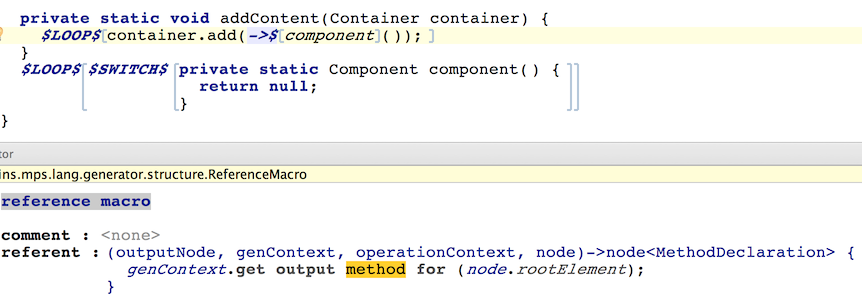 private static void addContent(Container container) {
$LOOP$[container.add(->$[component]()); ]
}
$LOOP$[ $SWITCH$ [private static Component component() {
return null;
}]]
}
tor
ins.mps.lang.generator.structure.ReferenceMacro
reference macro
comment : <none>
referent : (outputNode, genContext, operationContext, node)->node<MethodDeclaration> {
genContext.get output method for (node.rootElement);
}